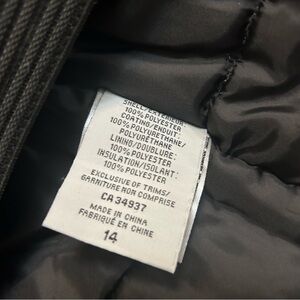 SHELL/EXTÉRIEUR:
100% POLYESTER
COATING/ENDUIT:
100% POLYURETHANE/
POLYURÉTHANE
LINING/DOUBLURE:
100% POLYESTER
INSULATION/ISOLANT:
100% POLYESTER
EXCLUSIVE OF TRIMS/
GARNITURE NON COMPRISE
CA 34937
MADE IN CHINA
FABRIQUÉ EN CHINE
14